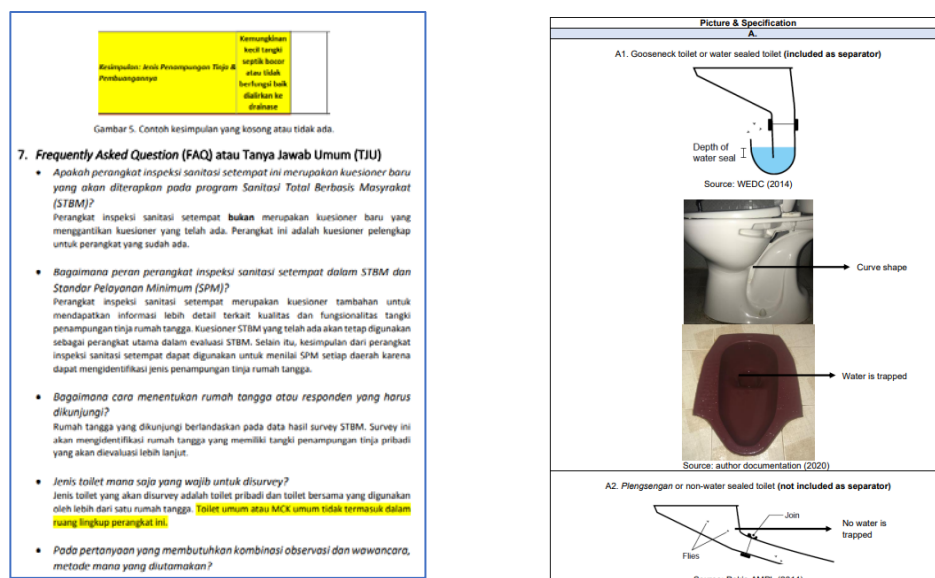 Kesimpulan: Jenis Penampungan Tinja &
Pembuangannya
Kemungkinan
kecil tangki
septik bocor
atau tidak
berfungsi baik
dialirkan ke
drainase
Gambar 5. Contoh kesimpulan yang kosong atau tidak ada.
7. Frequently Asked Question (FAQ) atau Tanya Jawab Umum (TJU)
• Apakah perangkat inspeksi sanitasi setempat ini merupakan kuesioner baru
yang akan diterapkan pada program Sanitasi Total Berbasis Masyrakat
(STBM)?
Perangkat inspeksi sanitasi setempat bukan merupakan kuesioner baru yang
menggantikan kuesioner yang telah ada. Perangkat ini adalah kuesioner pelengkap
untuk perangkat yang sudah ada.
• Bagaimana peran perangkat inspeksi sanitasi setempat dalam STBM dan
Standar Pelayanan Minimum (SPM)?
Perangkat inspeksi sanitasi setempat merupakan kuesioner tambahan untuk
mendapatkan informasi lebih detail terkait kualitas dan fungsionalitas tangki
penampungan tinja rumah tangga. Kuesioner STBM yang telah ada akan tetap digunakan
sebagai perangkat utama dalam evaluasi STBM. Selain itu, kesimpulan dari perangkat
inspeksi sanitasi setempat dapat digunakan untuk menilai SPM setiap daerah karena
dapat mengidentifikasi jenis penampungan tinja rumah tangga.
• Bagaimana cara menentukan rumah tangga atau responden yang harus
dikunjungi?
Rumah tangga yang dikunjungi berlandaskan pada data hasil survey STBM. Survey ini
akan mengidentifikasi rumah tangga yang memiliki tangki penampungan tinja pribadi
yang akan dievaluasi lebih lanjut.
• Jenis toilet mana saja yang wajib untuk disurvey?
Jenis toilet yang akan disurvey adalah toilet pribadi dan toilet bersama yang digunakan
oleh lebih dari satu rumah tangga. Toilet umum atau MCK umum tidak termasuk dalam
ruang lingkup perangkat ini.
• Pada pertanyaan yang membutuhkan kombinasi observasi dan wawancara,
metode mana yang diutamakan?
Picture & Specification
A.
A1. Gooseneck toilet or water sealed toilet (included as separator)
Depth of
water seal
Source: WEDC (2014)
Curve shape
Water is trapped
Source: author documentation (2020)
A2. Plengsengan or non-water sealed toilet (not included as separator)
Join
No water is
trapped
Flies